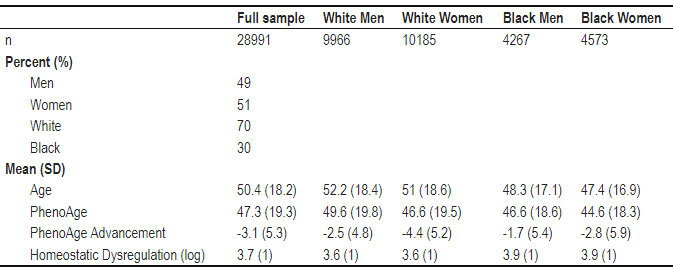 Full sample White Men White Women Black Men Black Women
n 28991 9966 10185 4267 4573
Percent (%)
Men 49
Women 51
White 70
Black 30
Mean (SD)
Age 50.4 (18.2) 52.2 (18.4) 51 (18.6) 48.3 (17.1) 47.4 (16.9)
PhenoAge 47.3 (19.3) 49.6 (19.8) 46.6 (19.5) 46.6 (18.6) 44.6 (18.3)
PhenoAge Advancement -3.1 (5.3) -2.5 (4.8) -4.4 (5.2) -1.7 (5.4) -2.8 (5.9)
Homeostatic Dysregulation (log) 3.7 (1) 3.6 (1) 3.6 (1) 3.9 (1) 3.9 (1)